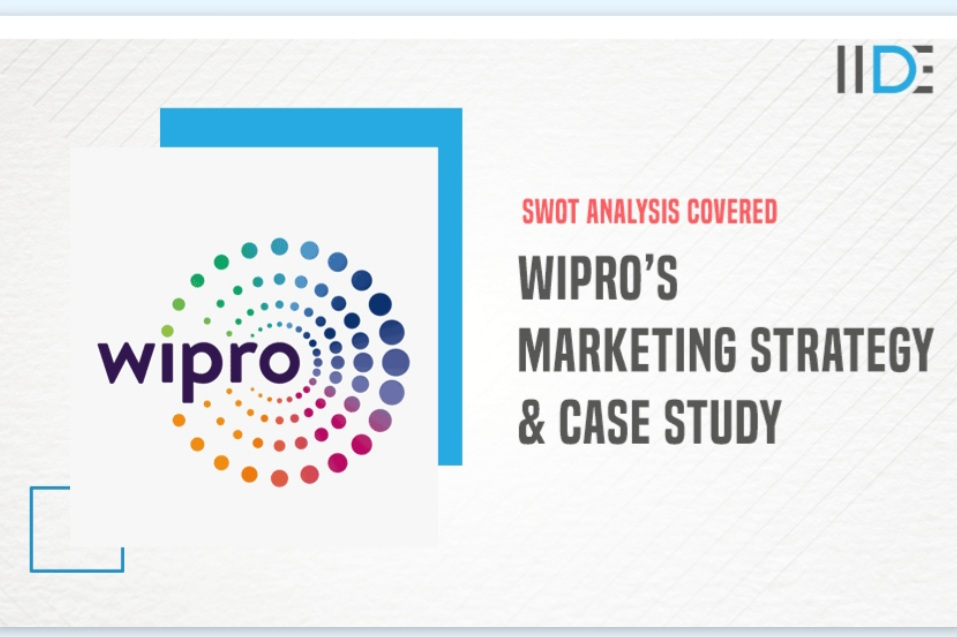 IIDE
wipro
SWOT ANALYSIS COVERED
WIPRO'S
MARKETING STRATEGY
& CASE STUDY